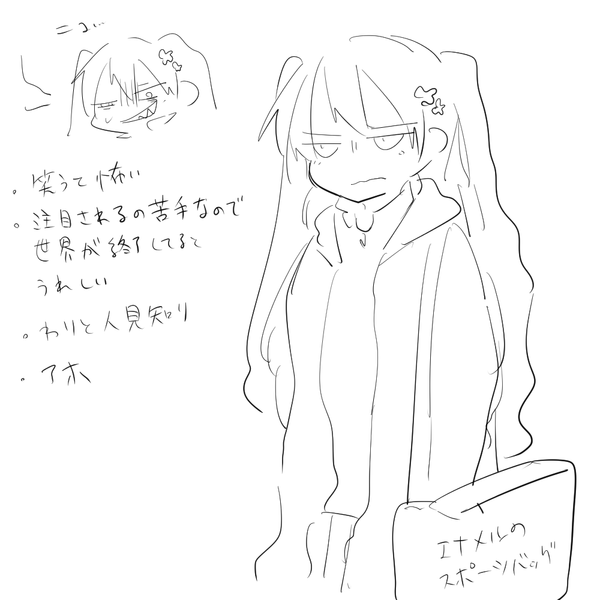 ニコ…
。笑うて怖い
。注目されるの苦手なので
世界が終了してると
うれしい
。わりと人見知り
。アホ
エナメルの
スポーツバッグ